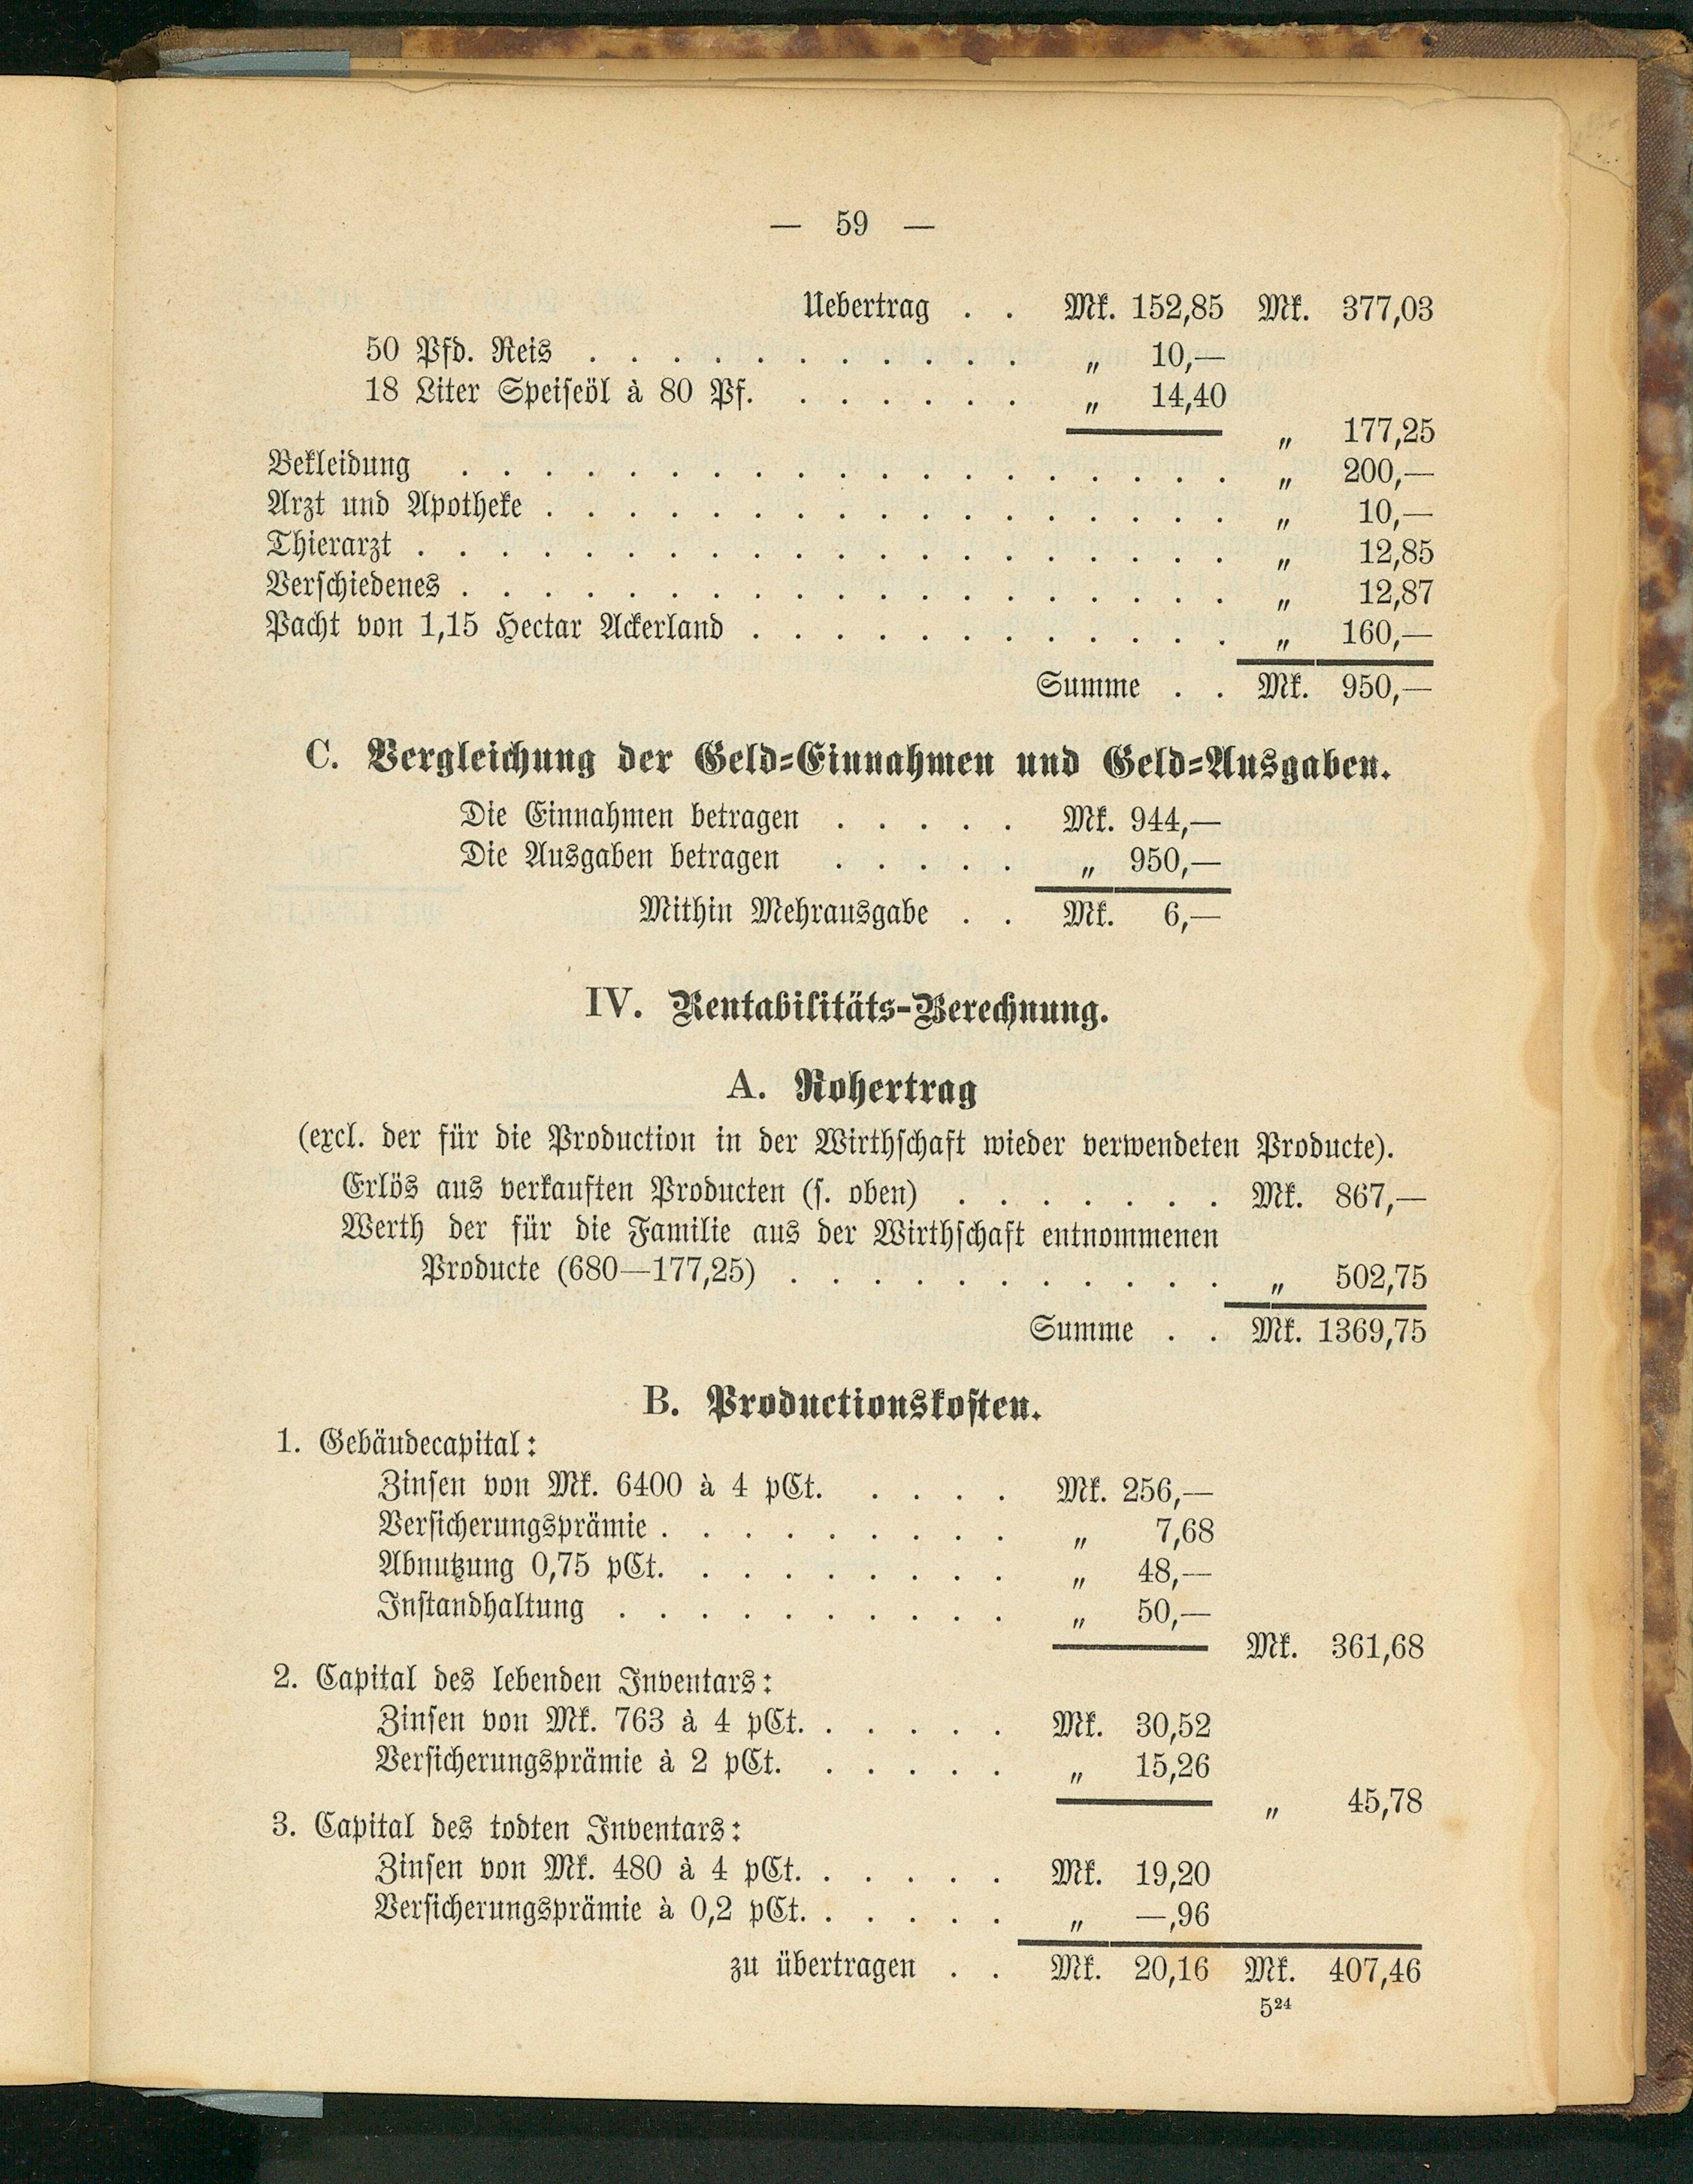 — 59 —
Uebertrag . . Mk. 152,85 Mk. 377,03
50 Pfd. Reis . . . . . . . . . . . „ 10,—
18 Liter Speiseöl à 80 Pf. . . . . . . „ 14,40
„ 177,25
Bekleidung . . . . . . . . . . . . . . . . . . . „ 200,—
Arzt und Apotheke . . . . . . . . . . . . . . . . . „ 10,—
Thierarzt . . . . . . . . . . . . . . . . . . . . „ 12,85
Verschiedenes . . . . . . . . . . . . . . . . . . . „ 12,87
Pacht von 1,15 Hectar Ackerland . . . . . . . . . . . . „ 160,—
Summe . . Mk. 950,—
C. Vergleichung der Geld-Einnahmen und Geld-Ausgaben.
Die Einnahmen betragen . . . . . Mk. 944,—
Die Ausgaben betragen . . . . . „ 950,—
Mithin Mehrausgabe . . Mk. 6,—
IV. Rentabilitäts-Berechnung.
A. Rohertrag
(excl. der für die Production in der Wirthschaft wieder verwendeten Producte).
Erlös aus verkauften Producten (s. oben) . . . . . . . Mk. 867,—
Werth der für die Familie aus der Wirthschaft entnommenen
Producte (680—177,25) . . . . . . . . . . . „ 502,75
Summe . . Mk. 1369,75
B. Productionskosten.
1. Gebäudecapital:
Zinsen von Mk. 6400 à 4 pCt. . . . . Mk. 256,—
Versicherungsprämie . . . . . . . . . „ 7,68
Abnutzung 0,75 pCt. . . . . . . . . „ 48,—
Instandhaltung . . . . . . . . . . „ 50,—
Mk. 361,68
2. Capital des lebenden Inventars:
Zinsen von Mk. 763 à 4 pCt. . . . . . Mk. 30,52
Versicherungsprämie à 2 pCt. . . . . . „ 15,26
„ 45,78
3. Capital des todten Inventars:
Zinsen von Mk. 480 à 4 pCt. . . . . . Mk. 19,20
Versicherungsprämie à 0,2 pCt. . . . . . „ —,96
zu übertragen . . Mk. 20,16 Mk. 407,46
5²⁴